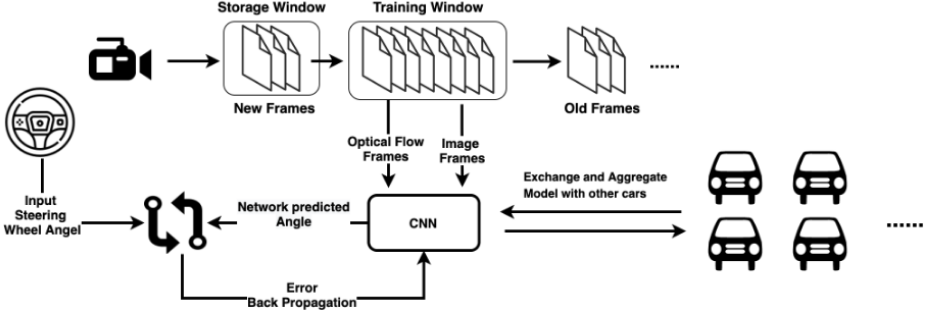 Storage Window
Training Window
New Frames
Old Frames
......
Optical Flow
Frames
Image
Frames
Exchange and Aggregate
Model with other cars
Input
Steering
Wheel Angel
Network predicted
Angle
CNN
......
Error
Back Propagation